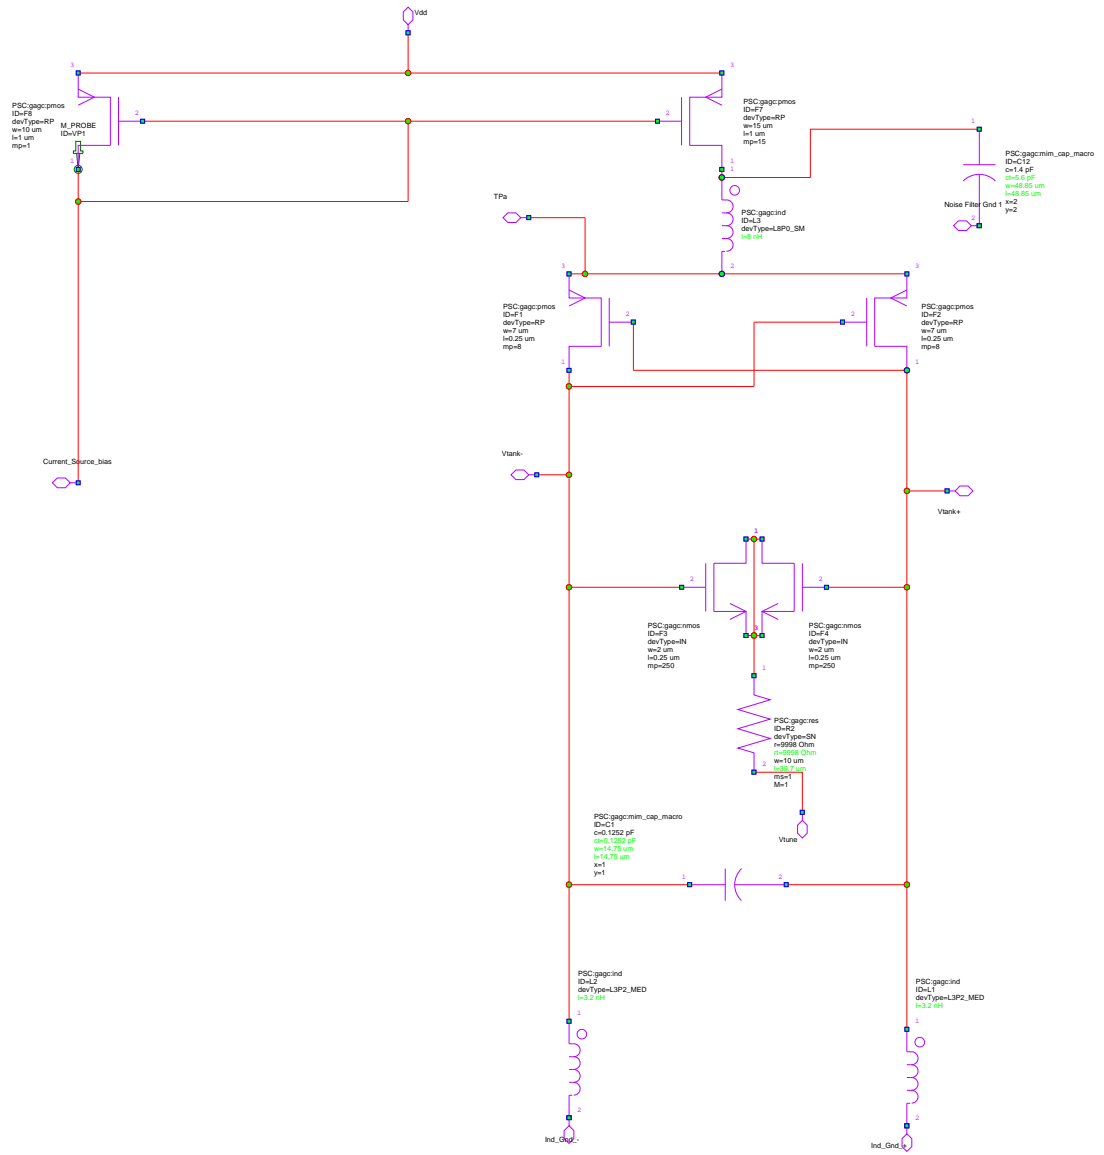 Vdd
3
3
PSC:gagc:pmos
ID=F8
devType=RP
w=10 um
l=1 um
mp=1
M_PROBE
ID=VP1
2
1
2
PSC:gagc:pmos
ID=F7
devType=RP
w=15 um
l=1 um
mp=15
1
1
1
PSC:gagc:mim_cap_macro
ID=C12
c=1.4 pF
ct=5.6 pF
w=48.85 um
l=48.85 um
x=2
y=2
Noise Filter Gnd 1
2
TPa
PSC:gagc:ind
ID=L3
devType=L8P0_SM
l=8 nH
2
3
3
PSC:gagc:pmos
ID=F1
devType=RP
w=7 um
l=0.25 um
mp=8
2
1
2
PSC:gagc:pmos
ID=F2
devType=RP
w=7 um
l=0.25 um
mp=8
1
Current_Source_bias
Vtank-
Vtank+
1
2
2
3
PSC:gagc:nmos
ID=F3
devType=IN
w=2 um
l=0.25 um
mp=250
PSC:gagc:nmos
ID=F4
devType=IN
w=2 um
l=0.25 um
mp=250
1
PSC:gagc:res
ID=R2
devType=SN
r=9998 Ohm
rt=9998 Ohm
w=10 um
l=39.7 um
ms=1
M=1
2
Vtune
PSC:gagc:mim_cap_macro
ID=C1
c=0.1252 pF
ct=0.1252 pF
w=14.75 um
l=14.75 um
x=1
y=1
1
2
PSC:gagc:ind
ID=L2
devType=L3P2_MED
l=3.2 nH
1
2
Ind_Gnd_-
PSC:gagc:ind
ID=L1
devType=L3P2_MED
l=3.2 nH
1
2
Ind_Gnd_+